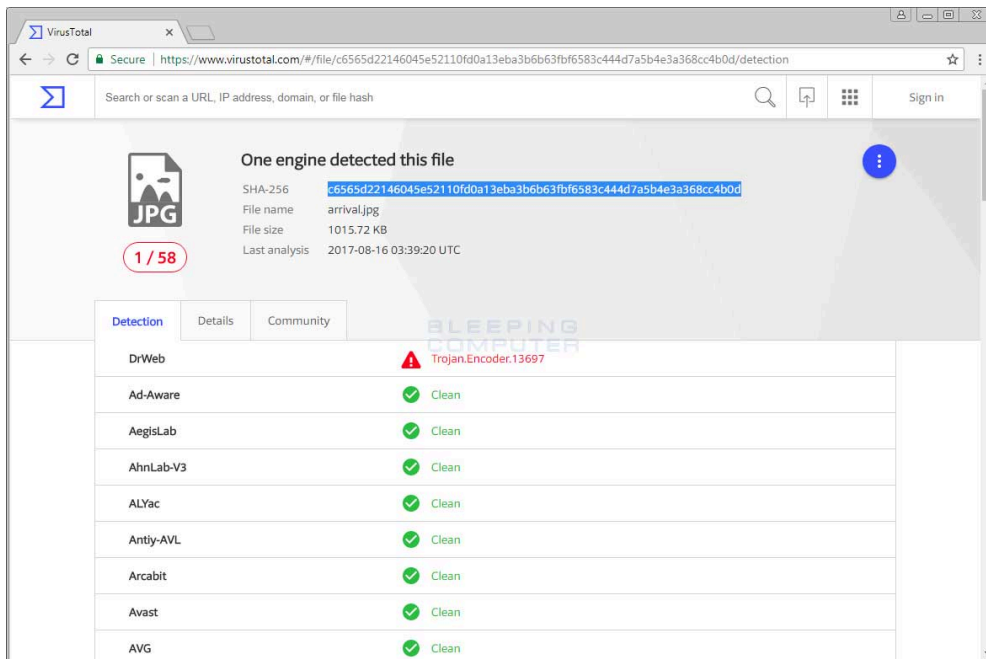 VirusTotal
Secure https://www.virustotal.com/#/file/c6565d22146045e52110fd0a13eba3b6b63fbf6583c444d7a5b4e3a368cc4b0d/detection
Search or scan a URL, IP address, domain, or file hash
Sign in
One engine detected this file
SHA-256 c6565d22146045e52110fd0a13eba3b6b63fbf6583c444d7a5b4e3a368cc4b0d
File name arrival.jpg
File size 1015.72 KB
Last analysis 2017-08-16 03:39:20 UTC
JPG
1 / 58
Detection Details Community
BLEEPING
COMPUTER
DrWeb Trojan.Encoder.13697
Ad-Aware Clean
AegisLab Clean
AhnLab-V3 Clean
ALYac Clean
Antiy-AVL Clean
Arcabit Clean
Avast Clean
AVG Clean